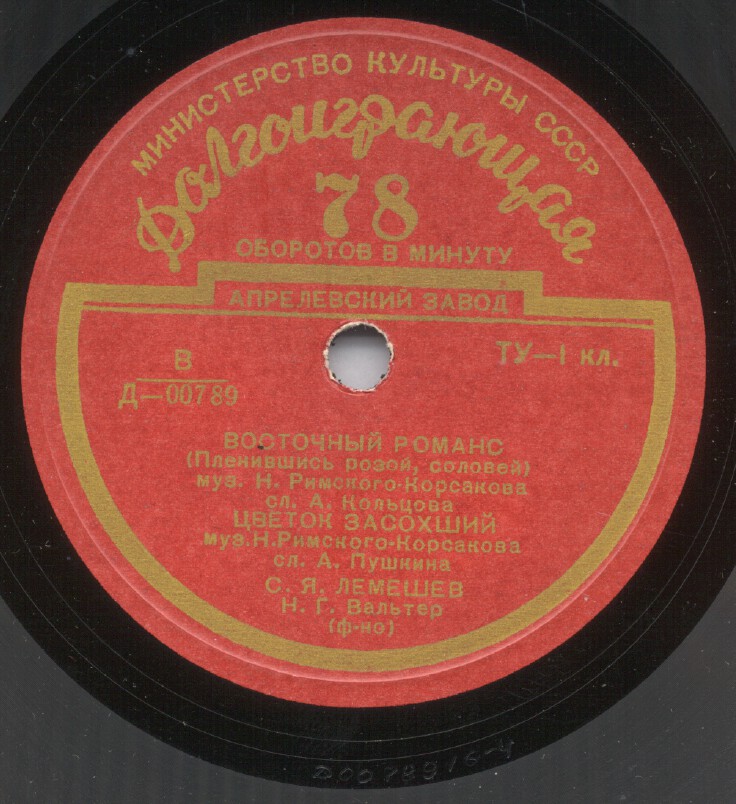 МИНИСТЕРСТВО КУЛЬТУРЫ СССР
Долгоиграющая
78
ОБОРОТОВ В МИНУТУ
АПРЕЛЕВСКИЙ ЗАВОД
В
Д—00789
ТУ—1 кл.
ВОСТОЧНЫЙ РОМАНС
(Пленившись розой, соловей)
муз. Н. Римского-Корсакова
сл. А. Кольцова
ЦВЕТОК ЗАСОХШИЙ
муз.Н.Римского-Корсакова
сл. А. Пушкина
С. Я. ЛЕМЕШЕВ
Н. Г. Вальтер
(ф-но)